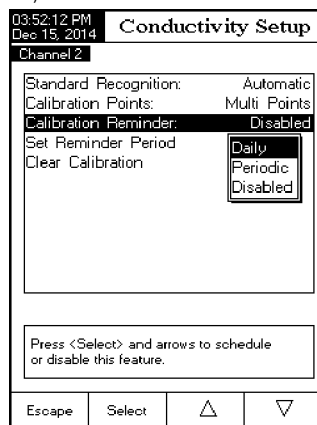 03:52:12 PM
Dec 15, 2014
Conductivity Setup
Channel 2
Standard Recognition: Automatic
Calibration Points: Multi Points
Calibration Reminder: Disabled
Set Reminder Period
Clear Calibration
Daily
Periodic
Disabled
Press <Select> and arrows to schedule
or disable this feature.
Escape Select